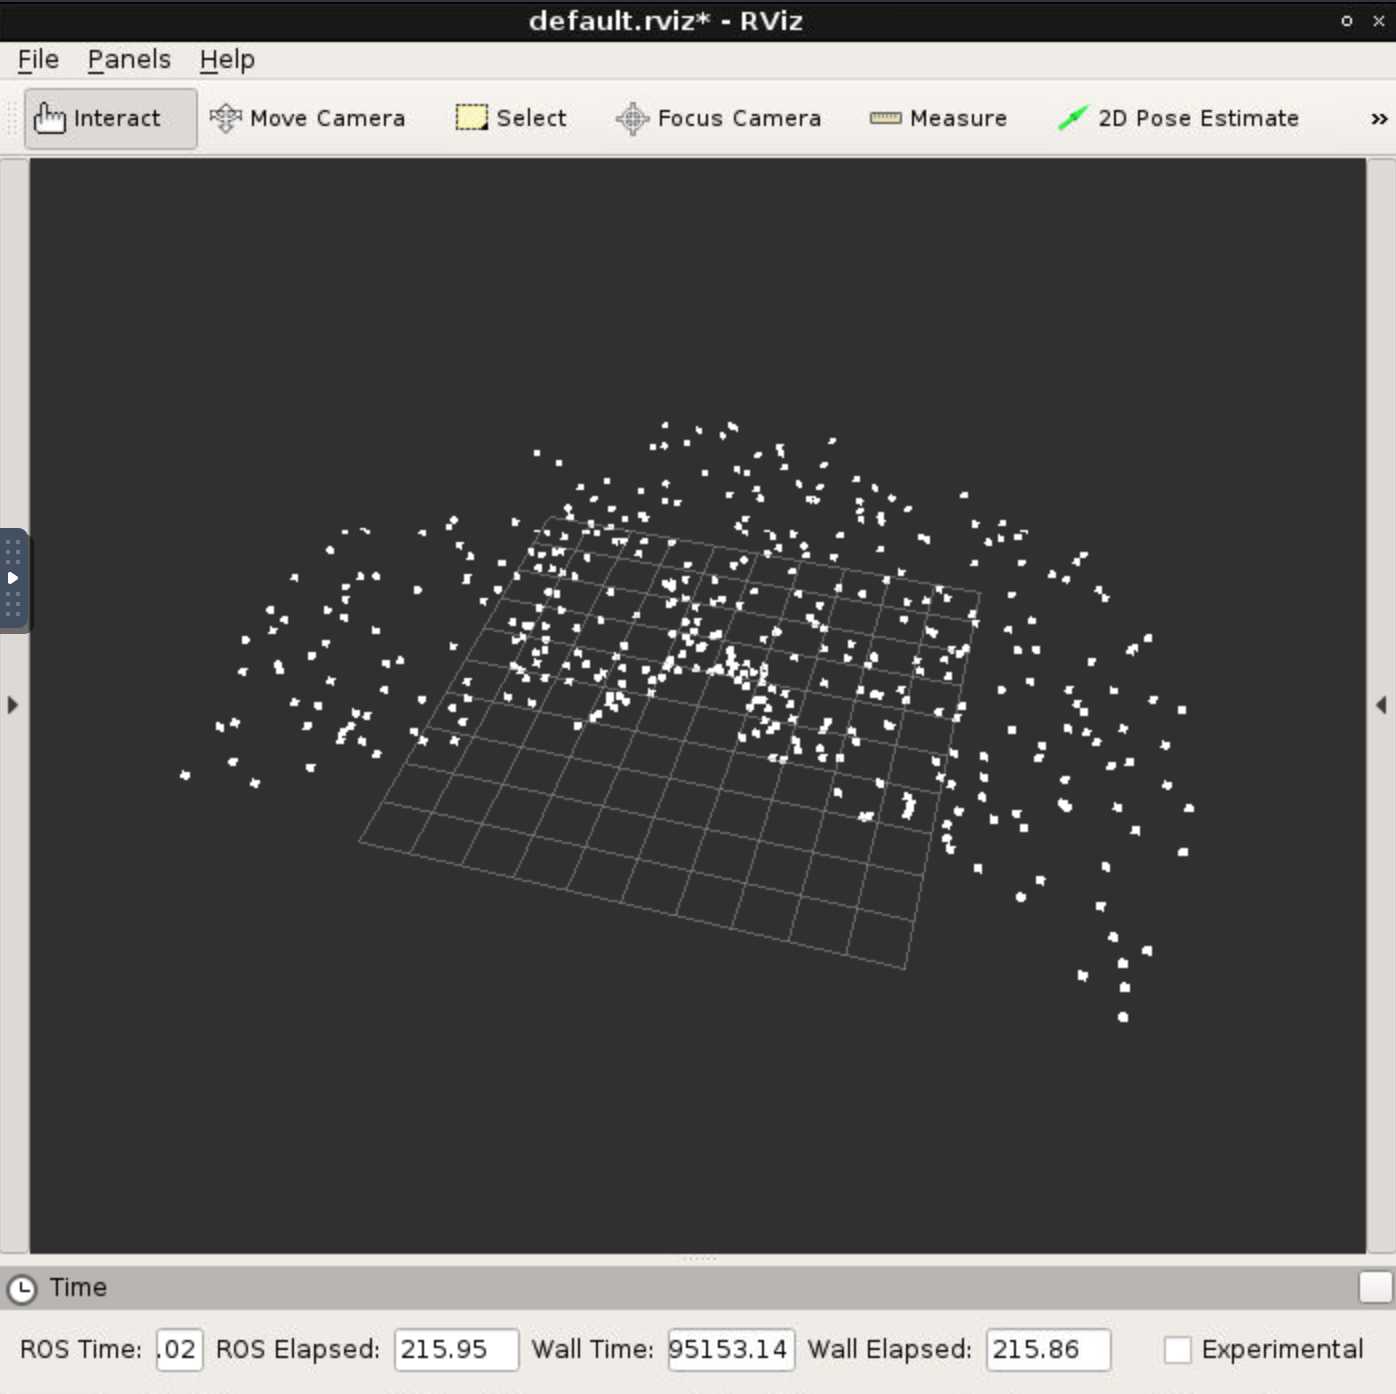 default.rviz* - RViz
File Panels Help
Interact Move Camera Select Focus Camera Measure 2D Pose Estimate »
Time
ROS Time: .02 ROS Elapsed: 215.95 Wall Time: 95153.14 Wall Elapsed: 215.86 Experimental